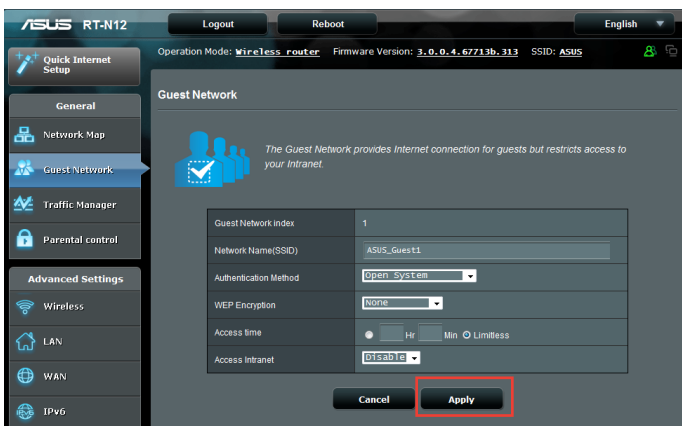 ASUS RT-N12
Logout
Reboot
English
Quick Internet
Setup
Operation Mode: Wireless router Firmware Version: 3.0.0.4.67713b.313 SSID: ASUS
General
Network Map
Guest Network
Traffic Manager
Parental control
Advanced Settings
Wireless
LAN
WAN
IPv6
Guest Network
The Guest Network provides Internet connection for guests but restricts access to
your Intranet.
Guest Network index 1
Network Name(SSID) ASUS_Guest1
Authentication Method Open System
WEP Encryption None
Access time Hr Min Limitless
Access Intranet Disable
Cancel Apply